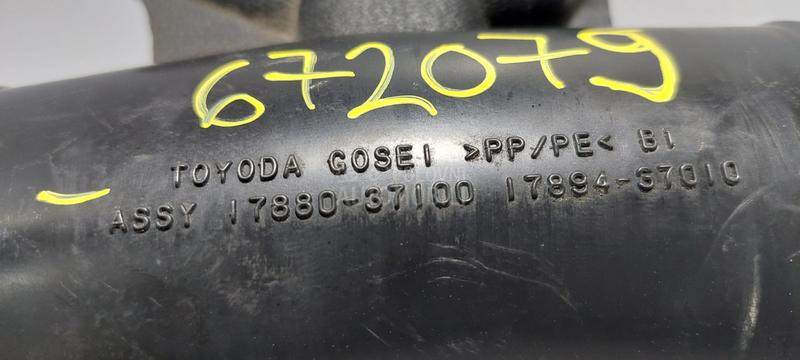 672079
TOYODA GOSEI >PP/PE< B1
ASSY 17880-37100 17894-37010